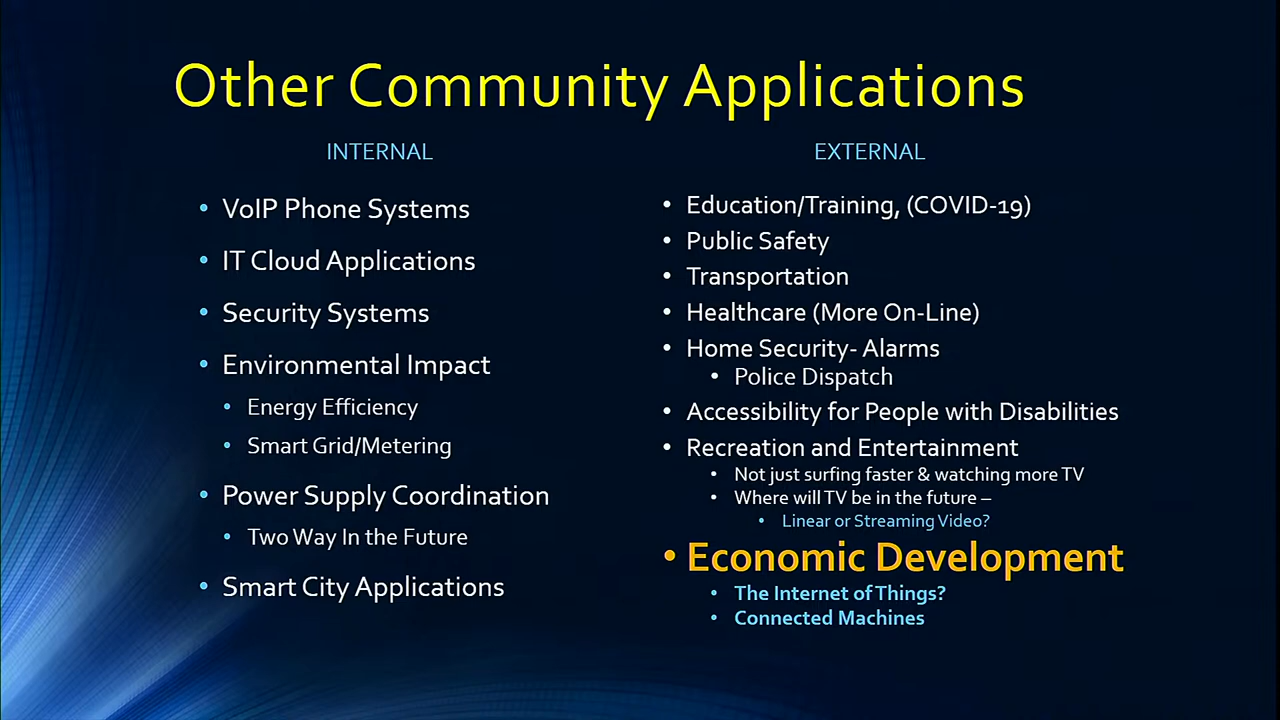 Other Community Applications
INTERNAL
• VoIP Phone Systems
• IT Cloud Applications
• Security Systems
• Environmental Impact
• Energy Efficiency
• Smart Grid/Metering
• Power Supply Coordination
• Two Way In the Future
• Smart City Applications
EXTERNAL
• Education/Training, (COVID-19)
• Public Safety
• Transportation
• Healthcare (More On-Line)
• Home Security- Alarms
• Police Dispatch
• Accessibility for People with Disabilities
• Recreation and Entertainment
• Not just surfing faster & watching more TV
• Where will TV be in the future –
• Linear or Streaming Video?
• Economic Development
• The Internet of Things?
• Connected Machines